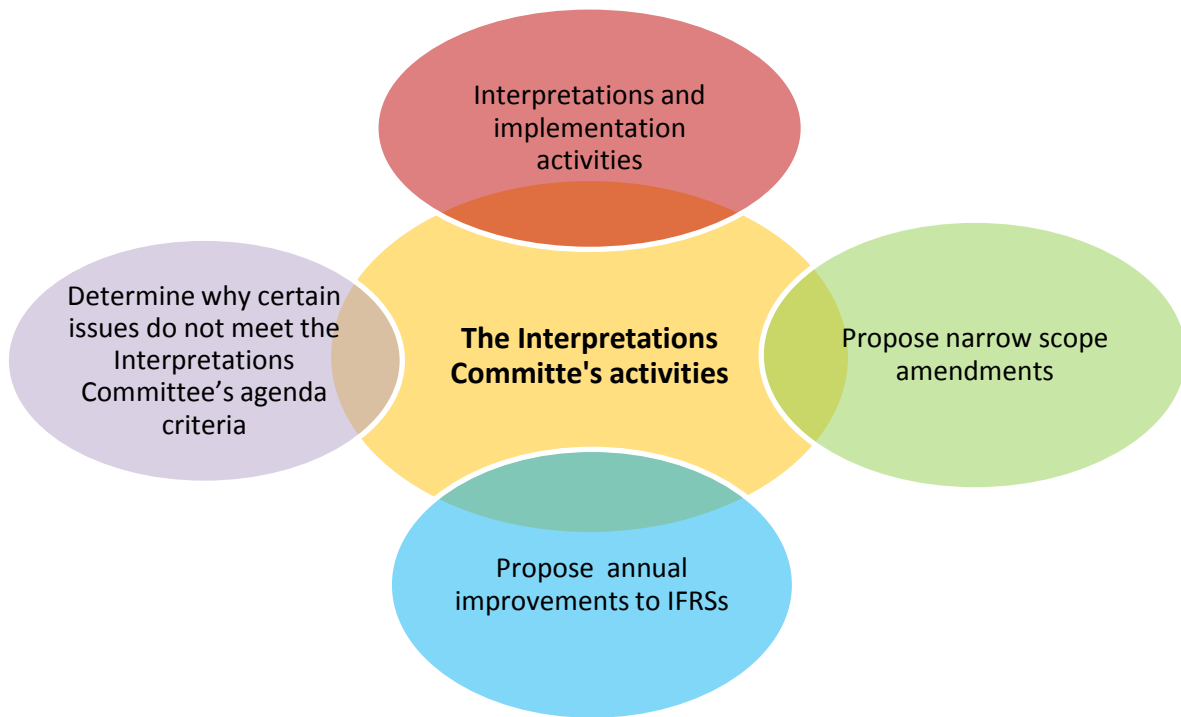 Interpretations and
implementation
activities
Determine why certain
issues do not meet the
Interpretations
Committee’s agenda
criteria
The Interpretations
Committe's activities
Propose narrow scope
amendments
Propose annual
improvements to IFRSs